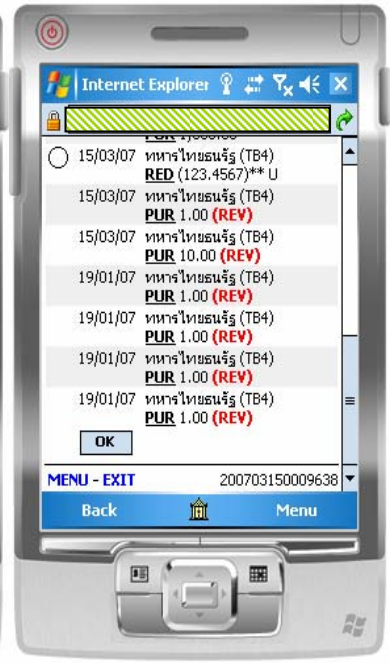 Internet Explorer
15/03/07 ทหารไทยธนรัฐ (TB4)
RED (123.4567)** U
15/03/07 ทหารไทยธนรัฐ (TB4)
PUR 1.00 (REV)
15/03/07 ทหารไทยธนรัฐ (TB4)
PUR 10.00 (REV)
19/01/07 ทหารไทยธนรัฐ (TB4)
PUR 1.00 (REV)
19/01/07 ทหารไทยธนรัฐ (TB4)
PUR 1.00 (REV)
19/01/07 ทหารไทยธนรัฐ (TB4)
PUR 1.00 (REV)
19/01/07 ทหารไทยธนรัฐ (TB4)
PUR 1.00 (REV)
OK
MENU - EXIT 200703150009638
Back Menu